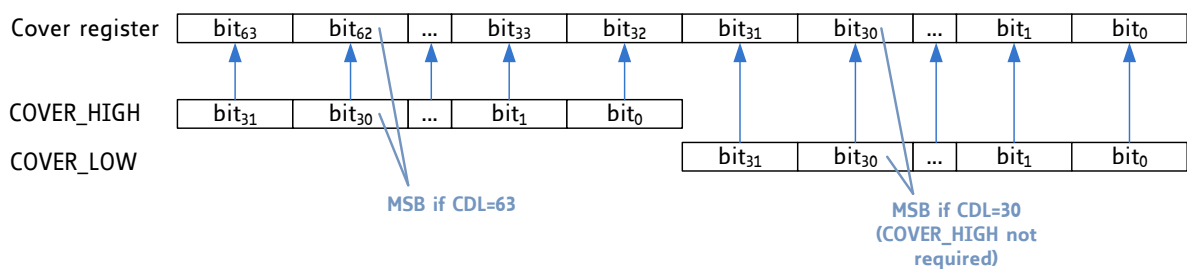 Cover register bit63 bit62 ... bit33 bit32 bit31 bit30 ... bit1 bit0
COVER_HIGH bit31 bit30 ... bit1 bit0
COVER_LOW bit31 bit30 ... bit1 bit0
MSB if CDL=63
MSB if CDL=30
(COVER_HIGH not
required)